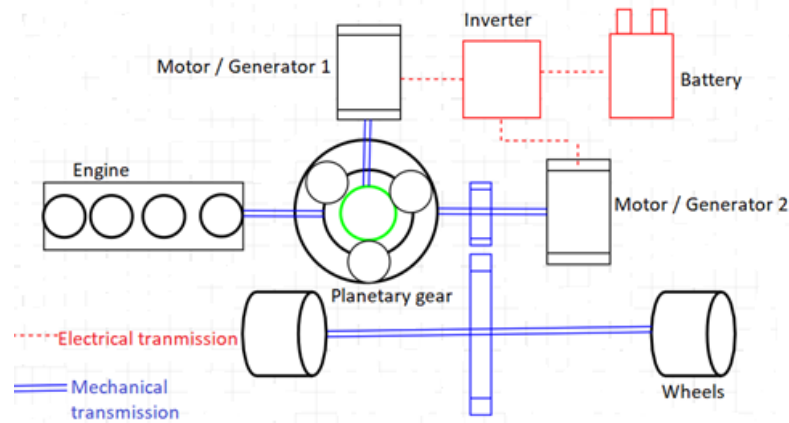 Inverter
Motor / Generator 1
Battery
Engine
Motor / Generator 2
Planetary gear
Electrical tranmission
Wheels
Mechanical
transmission